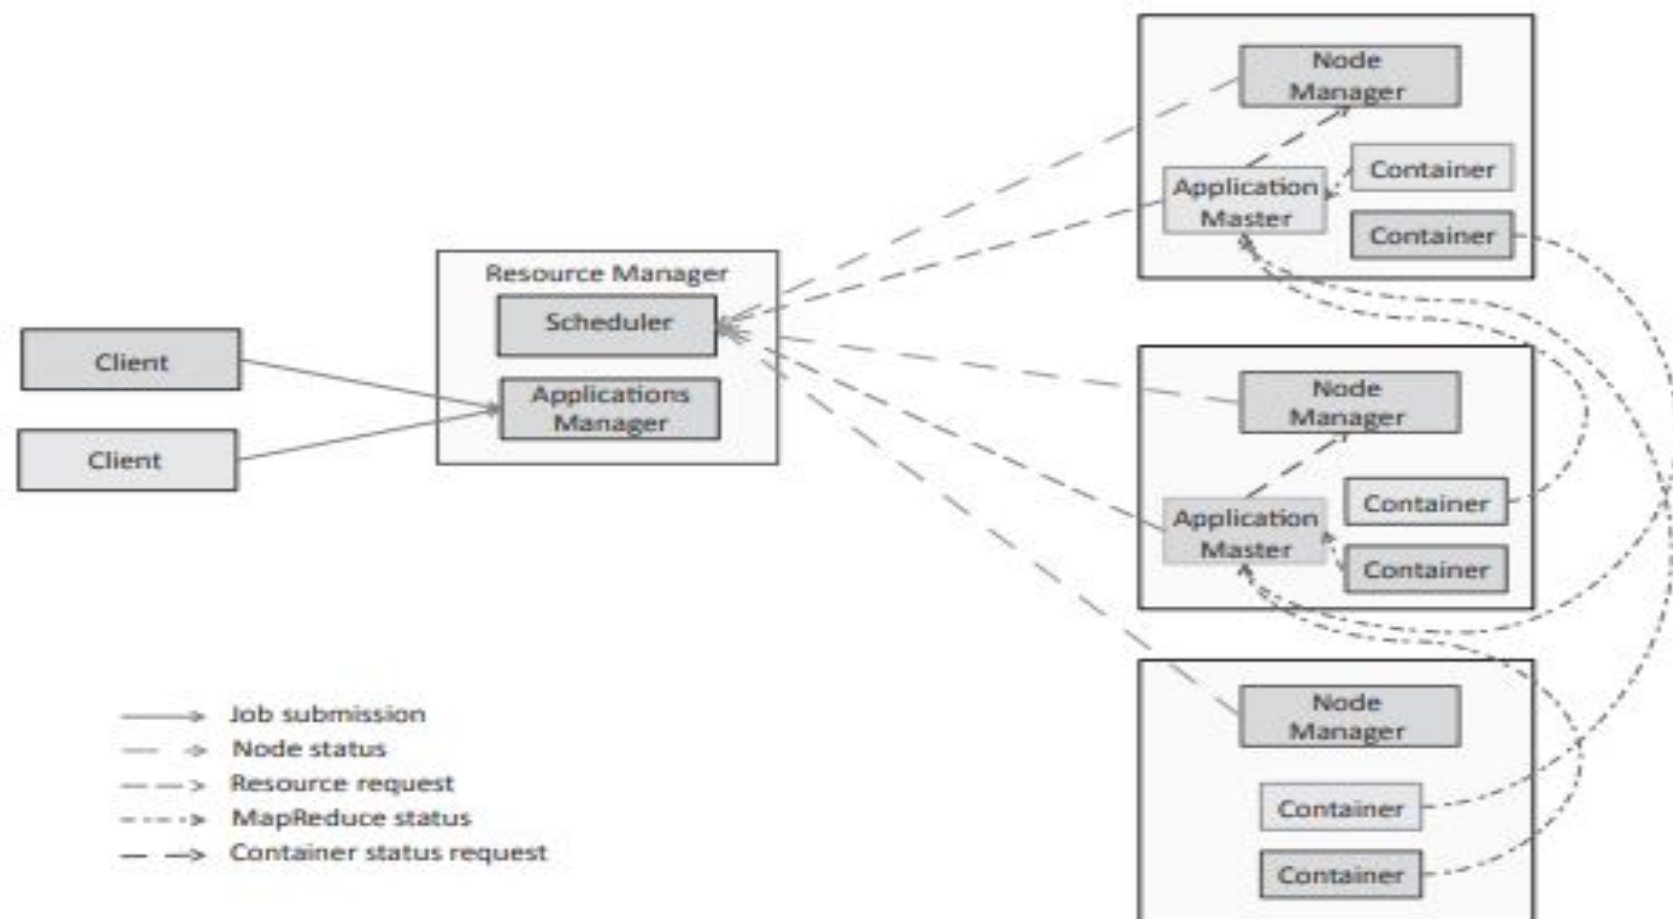 Client
Client
Resource Manager
Scheduler
Applications
Manager
Node
Manager
Application
Master
Container
Container
Node
Manager
Application
Master
Container
Container
Node
Manager
Container
Container
Job submission
Node status
Resource request
MapReduce status
Container status request